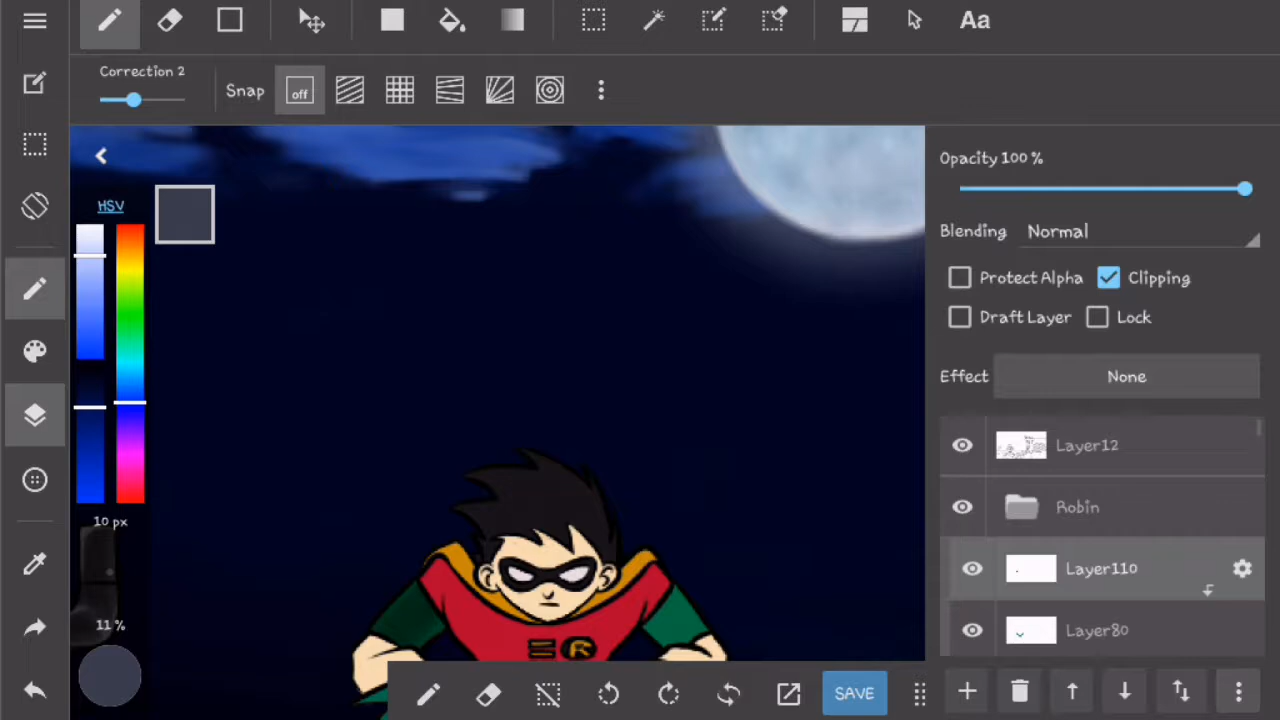 Aa
Correction 2
Snap
off
Opacity 100 %
HSV
Blending
Normal
Protect Alpha
Clipping
Draft Layer
Lock
Effect
None
Layer12
Robin
10 px
Layer110
11 %
Layer80
R
SAVE